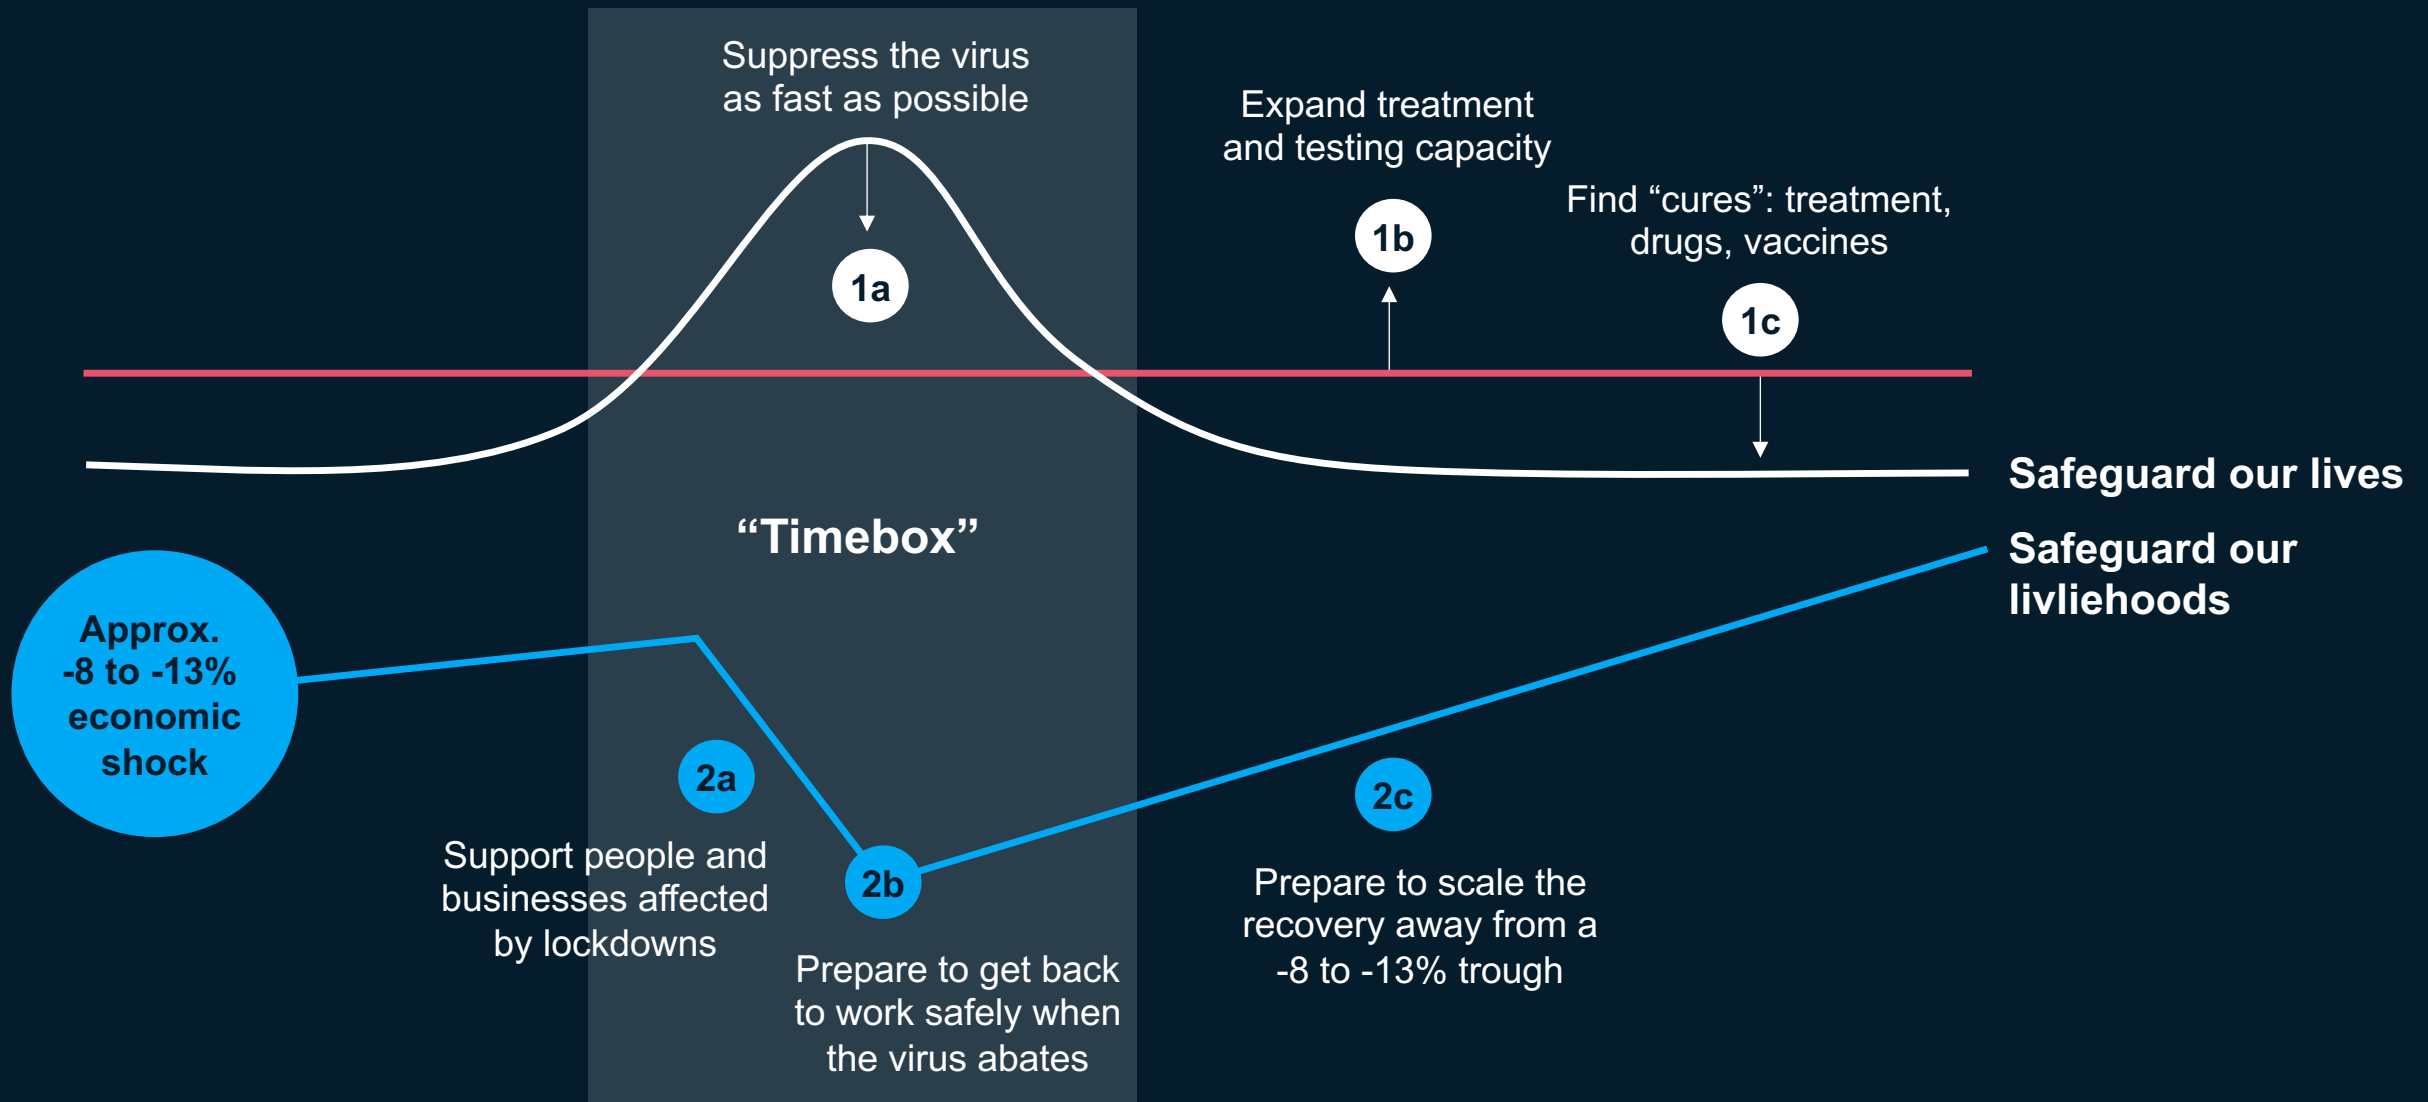 Suppress the virus
as fast as possible
1a
Expand treatment
and testing capacity
1b
Find “cures”: treatment,
drugs, vaccines
1c
Safeguard our lives
“Timebox”
Safeguard our
livliehoods
Approx.
-8 to -13%
economic
shock
2a
Support people and
businesses affected
by lockdowns
2b
Prepare to get back
to work safely when
the virus abates
2c
Prepare to scale the
recovery away from a
-8 to -13% trough